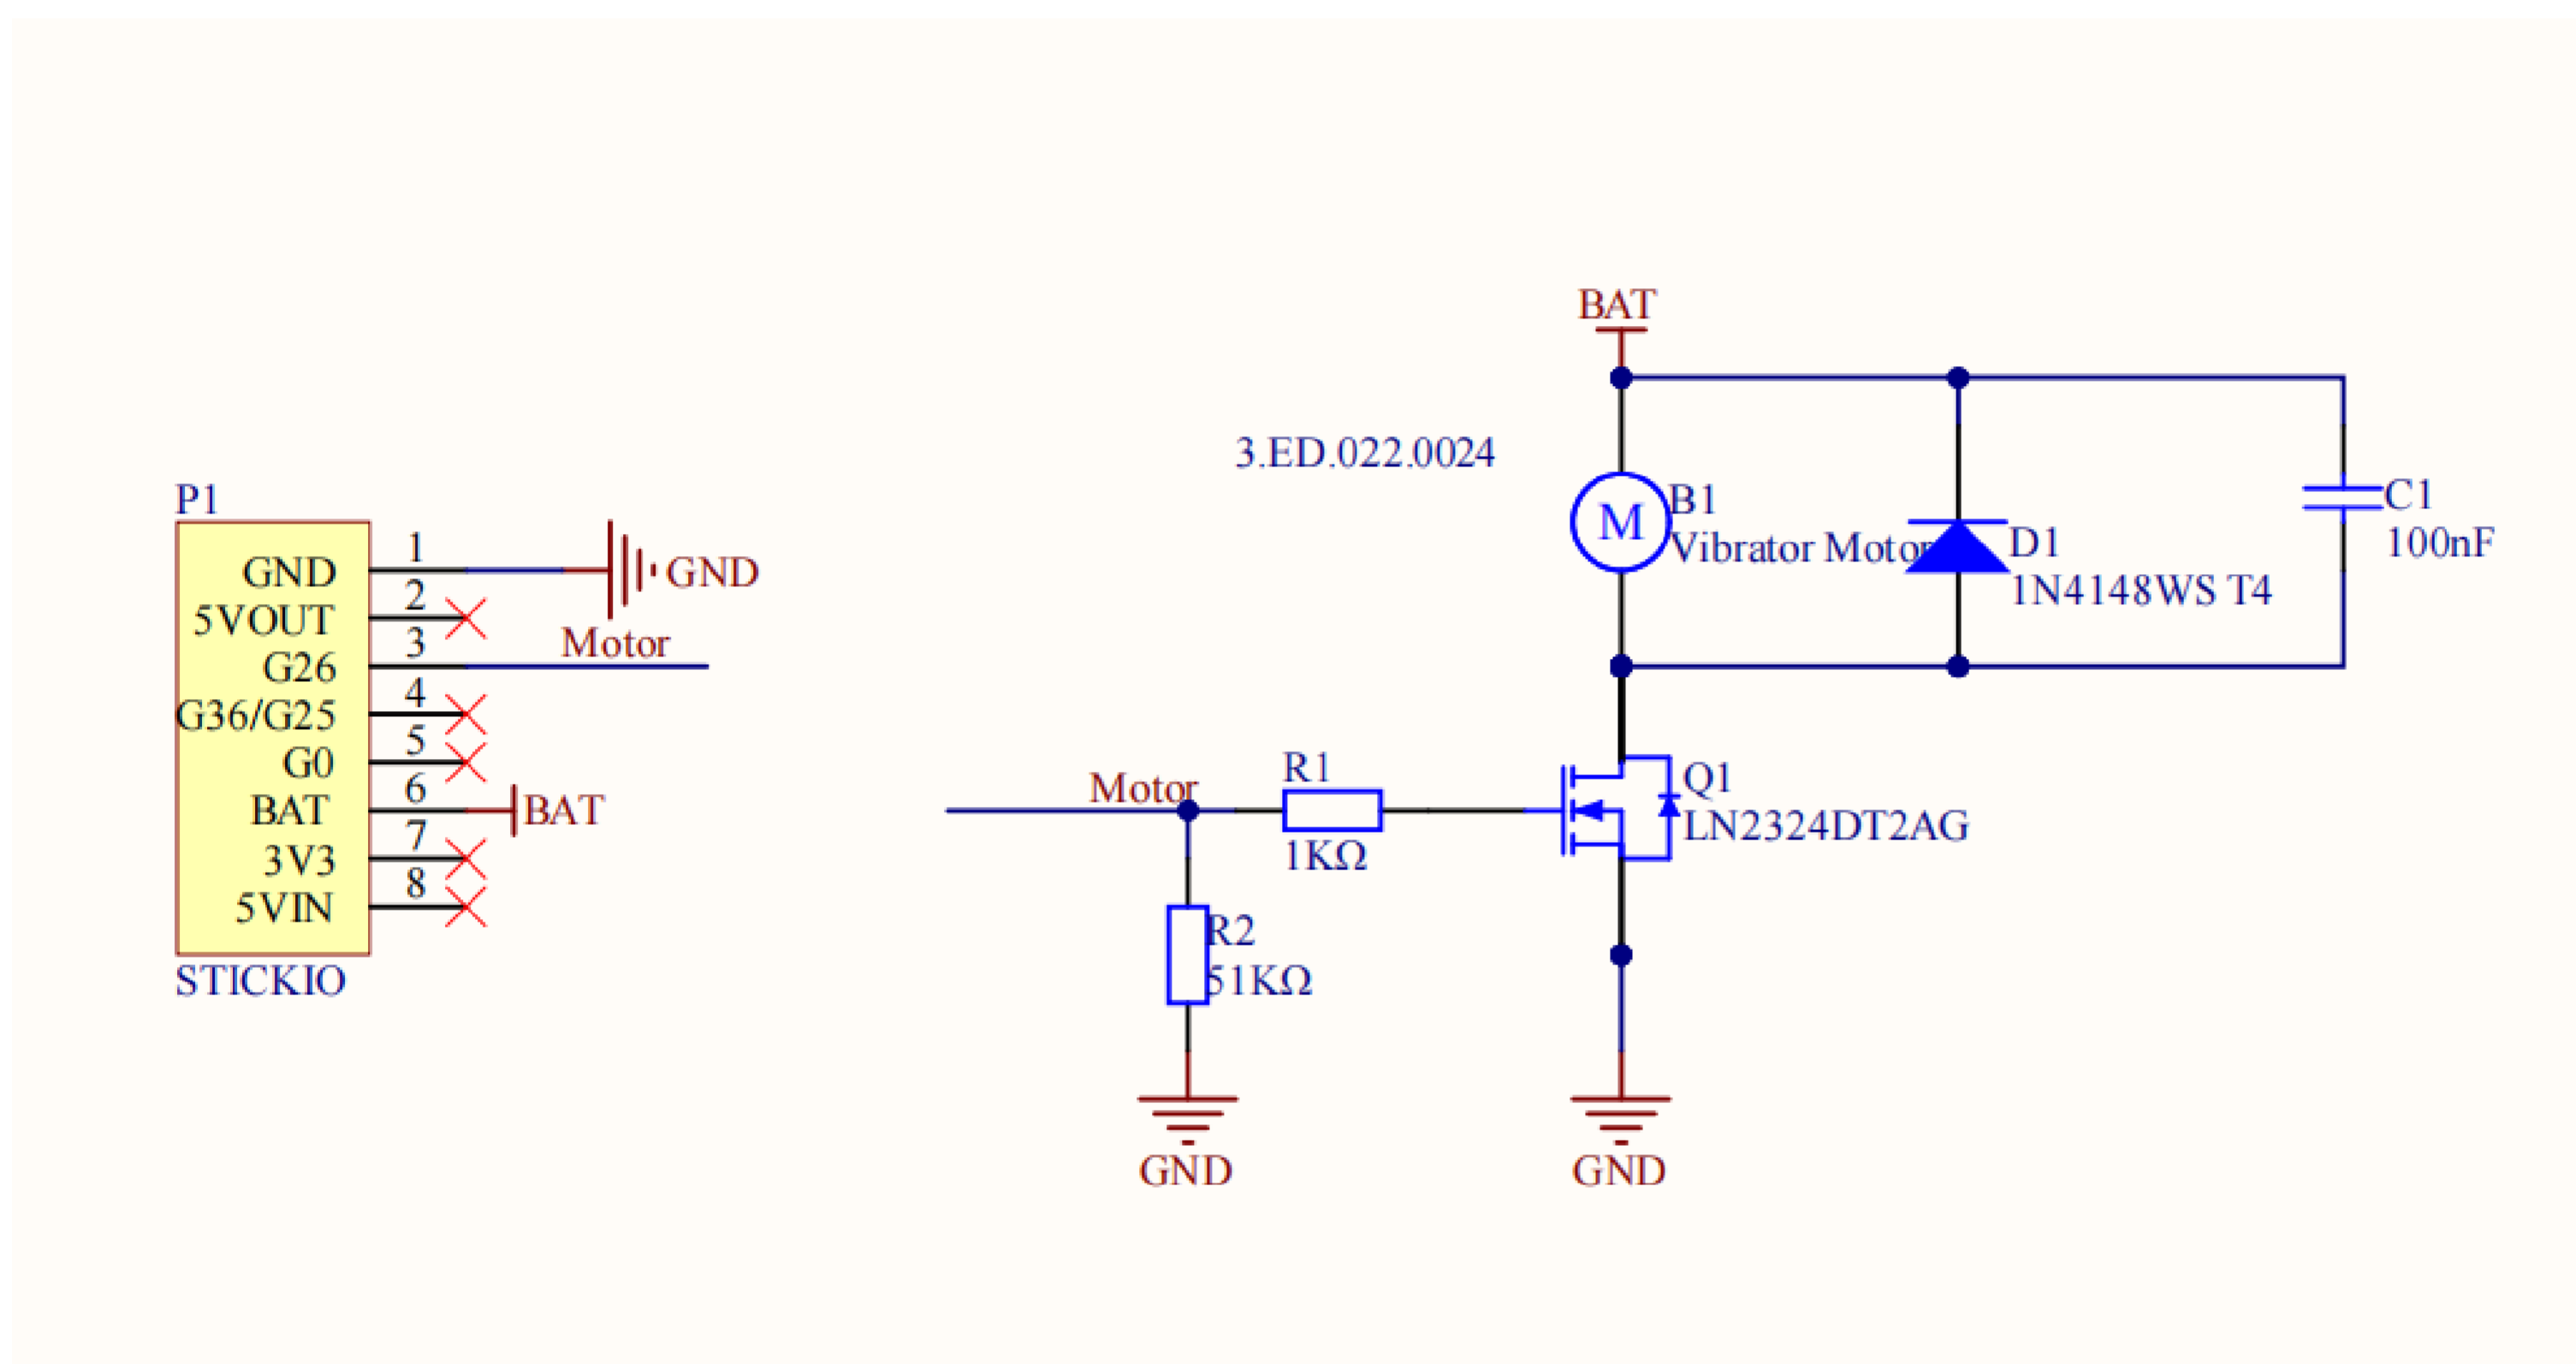 P1
GND 1 GND
5VOUT 2
G26 3 Motor
G36/G25 4
G0 5
BAT 6 BAT
3V3 7
5VIN 8
STICKIO
BAT
3.ED.022.0024
M
B1
Vibrator Motor
D1
1N4148WS T4
C1
100nF
Motor
R1
1KΩ
Q1
LN2324DT2AG
R2
51KΩ
GND
GND